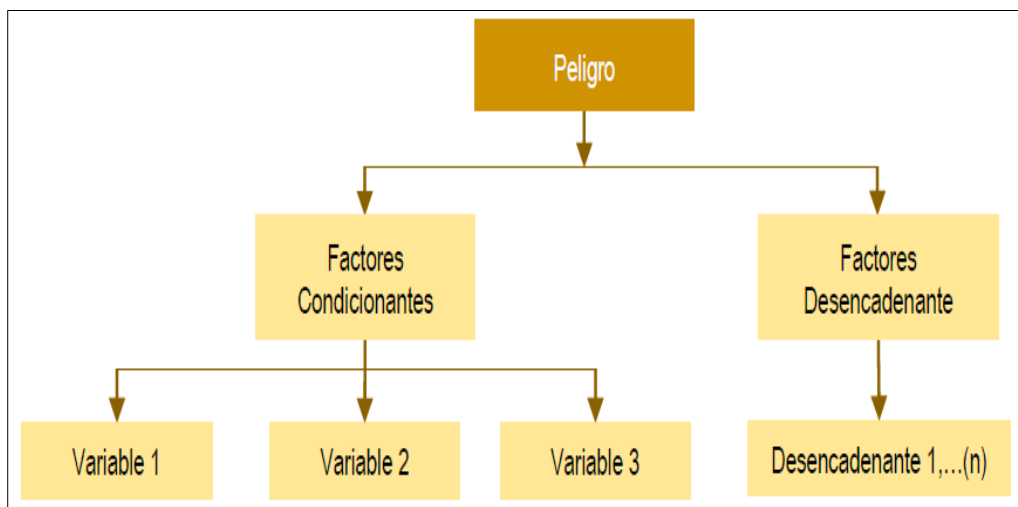 Peligro
Factores
Condicionantes
Factores
Desencadenante
Variable 1
Variable 2
Variable 3
Desencadenante 1,...(n)